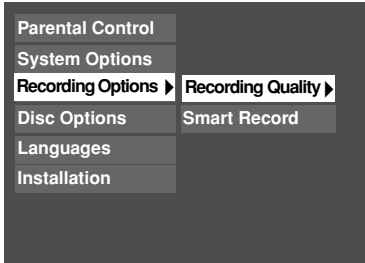 Parental Control
System Options
Recording Options
Recording Quality
Disc Options
Smart Record
Languages
Installation